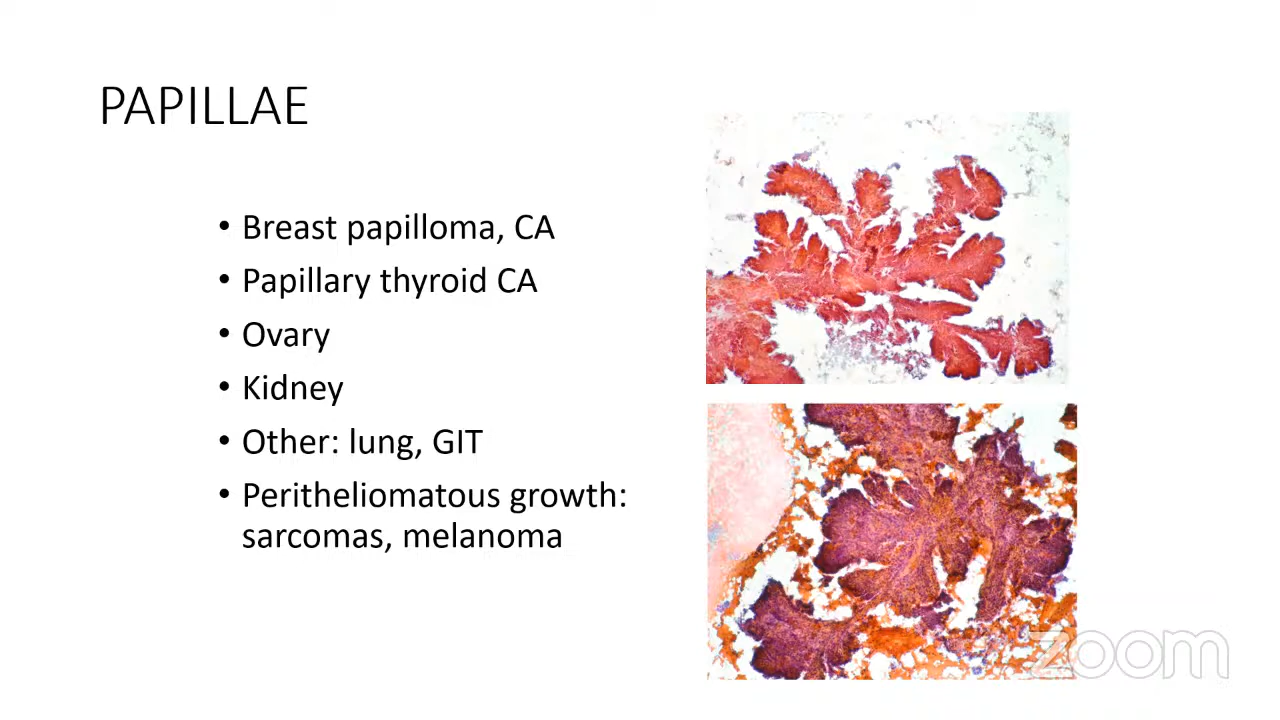 PAPILLAE
• Breast papilloma, CA
• Papillary thyroid CA
• Ovary
• Kidney
• Other: lung, GIT
• Peritheliomatous growth:
sarcomas, melanoma
zoom